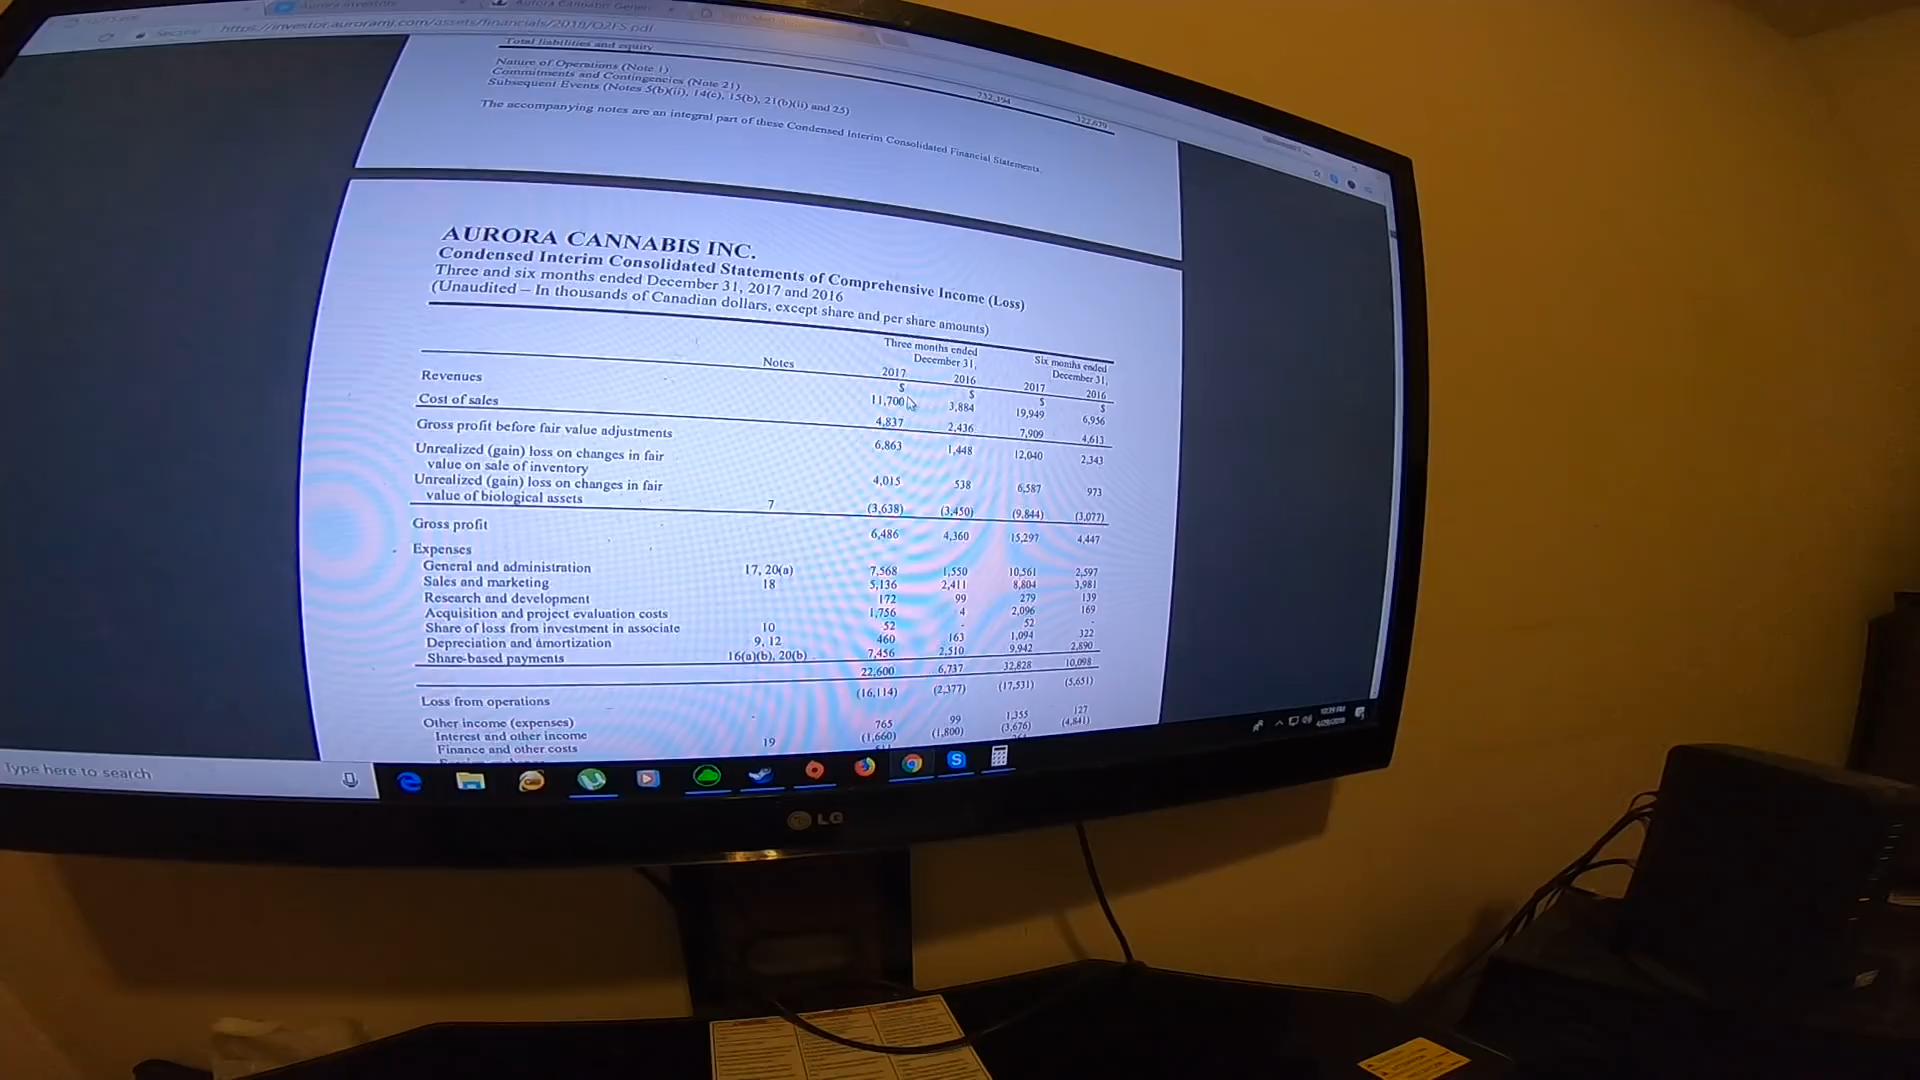 https://investor.auroramj.com/assets/financials/2018/Q2FS.pdf
Total liabilities and equity 732,394 322,679
Nature of Operations (Note 1)
Commitments and Contingencies (Note 21)
Subsequent Events (Notes 5(b)(ii), 14(c), 15(b), 21(b)(ii) and 25)
The accompanying notes are an integral part of these Condensed Interim Consolidated Financial Statements.
AURORA CANNABIS INC.
Condensed Interim Consolidated Statements of Comprehensive Income (Loss)
Three and six months ended December 31, 2017 and 2016
(Unaudited – In thousands of Canadian dollars, except share and per share amounts)
Three months ended Six months ended
December 31, December 31,
Notes 2017 2016 2017 2016
$ $ $ $
Revenues 11,700 3,884 19,949 6,956
Cost of sales 4,837 2,436 7,909 4,613
Gross profit before fair value adjustments 6,863 1,448 12,040 2,343
Unrealized (gain) loss on changes in fair
value on sale of inventory 4,015 538 6,587 973
Unrealized (gain) loss on changes in fair
value of biological assets 7 (3,638) (3,450) (9,844) (3,077)
Gross profit 6,486 4,360 15,297 4,447
Expenses
General and administration 17, 20(a) 7,568 1,550 10,561 2,597
Sales and marketing 18 5,136 2,411 8,804 3,981
Research and development 172 99 279 139
Acquisition and project evaluation costs 1,756 4 2,096 169
Share of loss from investment in associate 10 52 - 52 -
Depreciation and amortization 9, 12 460 163 1,094 322
Share-based payments 16(a)(b), 20(b) 7,456 2,510 9,942 2,890
22,600 6,737 32,828 10,098
Loss from operations (16,114) (2,377) (17,531) (5,651)
Other income (expenses)
Interest and other income 765 99 1,355 127
Finance and other costs 19 (1,660) (1,800) (3,676) (4,841)
Type here to search
LG